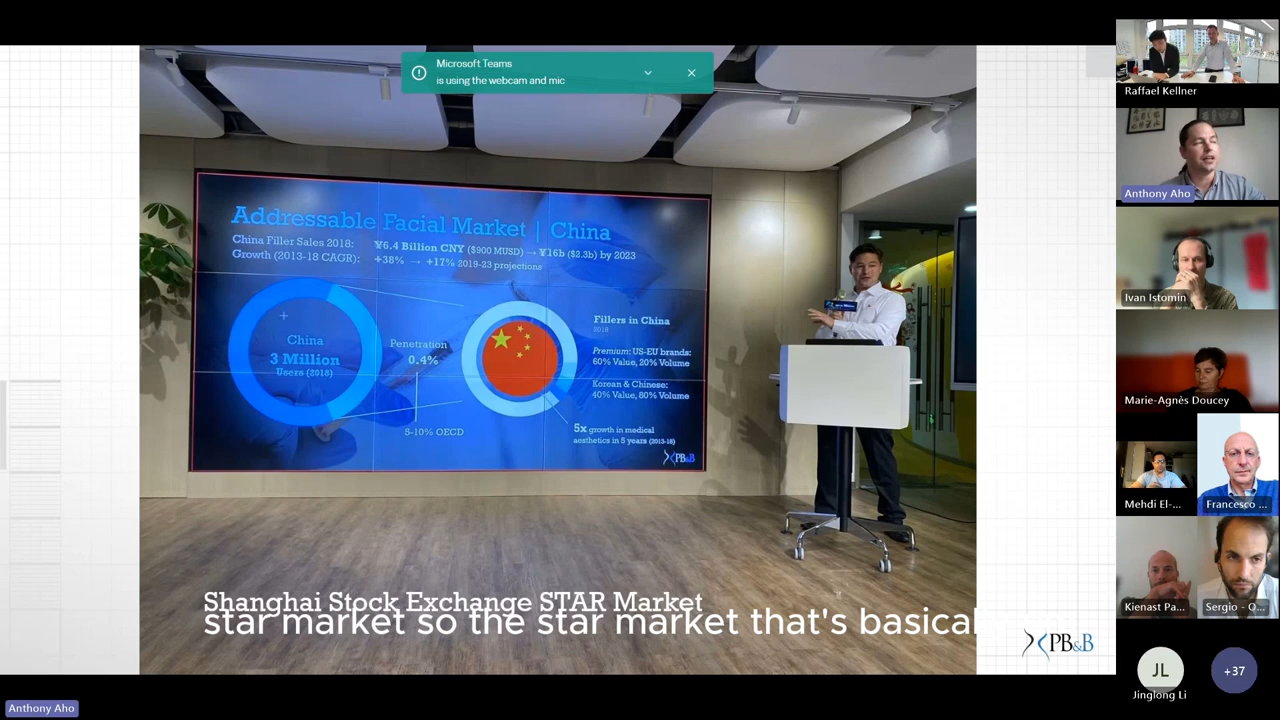 Microsoft Teams
is using the webcam and mic
Addressable Facial Market | China
China Filler Sales 2018: ¥6.4 Billion CNY ($900 MUSD) → ¥16b ($2.3b) by 2023
Growth (2013-18 CAGR): +38% → +17% 2019-23 projections
China
3 Million
Users (2018)
Penetration
0.4%
5-10% OECD
Fillers in China
2018
Premium: US-EU brands:
60% Value, 20% Volume
Korean & Chinese:
40% Value, 80% Volume
5x growth in medical
aesthetics in 5 years (2013-18)
PB&B
Shanghai Stock Exchange STAR Market
star market so the star market that's basical
PB&B
Anthony Aho
Raffael Kellner
Anthony Aho
Ivan Istomin
Marie-Agnès Doucey
Mehdi El-...
Francesco ...
Kienast Pa...
Sergio - O...
JL
Jinglong Li
+37